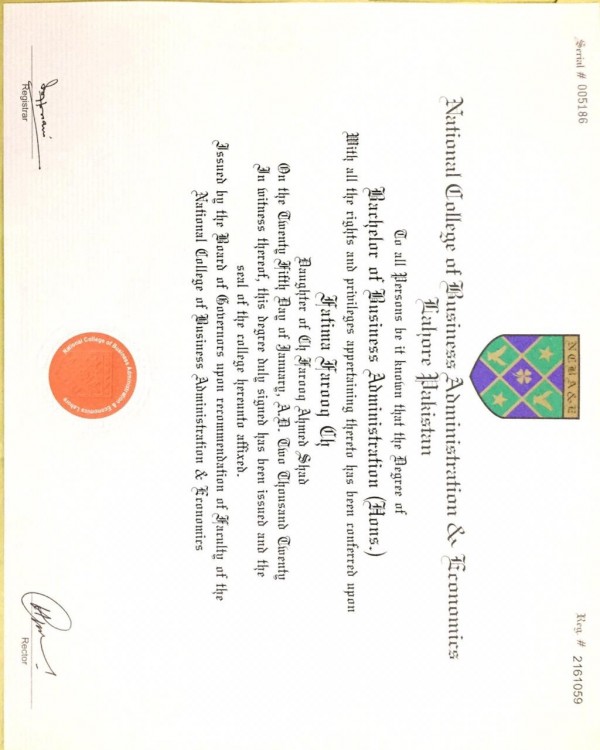 Serial # 005186
Reg. # 2161059
NCBA&E
National College of Business Administration & Economics
Lahore Pakistan
To all Persons be it known that the Degree of
Bachelor of Business Administration (Hons.)
With all the rights and privileges appertaining thereto has been conferred upon
Fatima Farooq Ch
Daughter of Ch Farooq Ahmed Shad
On the Twenty Fifth Day of January, A.D. Two Thousand Twenty
In witness thereof, this degree duly signed has been issued and the
seal of the college hereunto affixed.
Issued by the Board of Governors upon recommendation of Faculty of the
National College of Business Administration & Economics
National College of Business Administration & Economics Lahore
Registrar
Rector